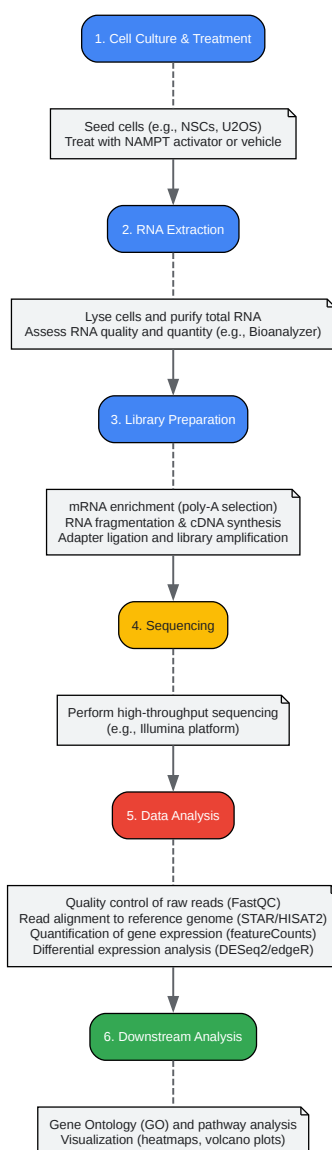 1. Cell Culture & Treatment
Seed cells (e.g., NSCs, U2OS)
Treat with NAMPT activator or vehicle
2. RNA Extraction
Lyse cells and purify total RNA
Assess RNA quality and quantity (e.g., Bioanalyzer)
3. Library Preparation
mRNA enrichment (poly-A selection)
RNA fragmentation & cDNA synthesis
Adapter ligation and library amplification
4. Sequencing
Perform high-throughput sequencing
(e.g., Illumina platform)
5. Data Analysis
Quality control of raw reads (FastQC)
Read alignment to reference genome (STAR/HISAT2)
Quantification of gene expression (featureCounts)
Differential expression analysis (DESeq2/edgeR)
6. Downstream Analysis
Gene Ontology (GO) and pathway analysis
Visualization (heatmaps, volcano plots)